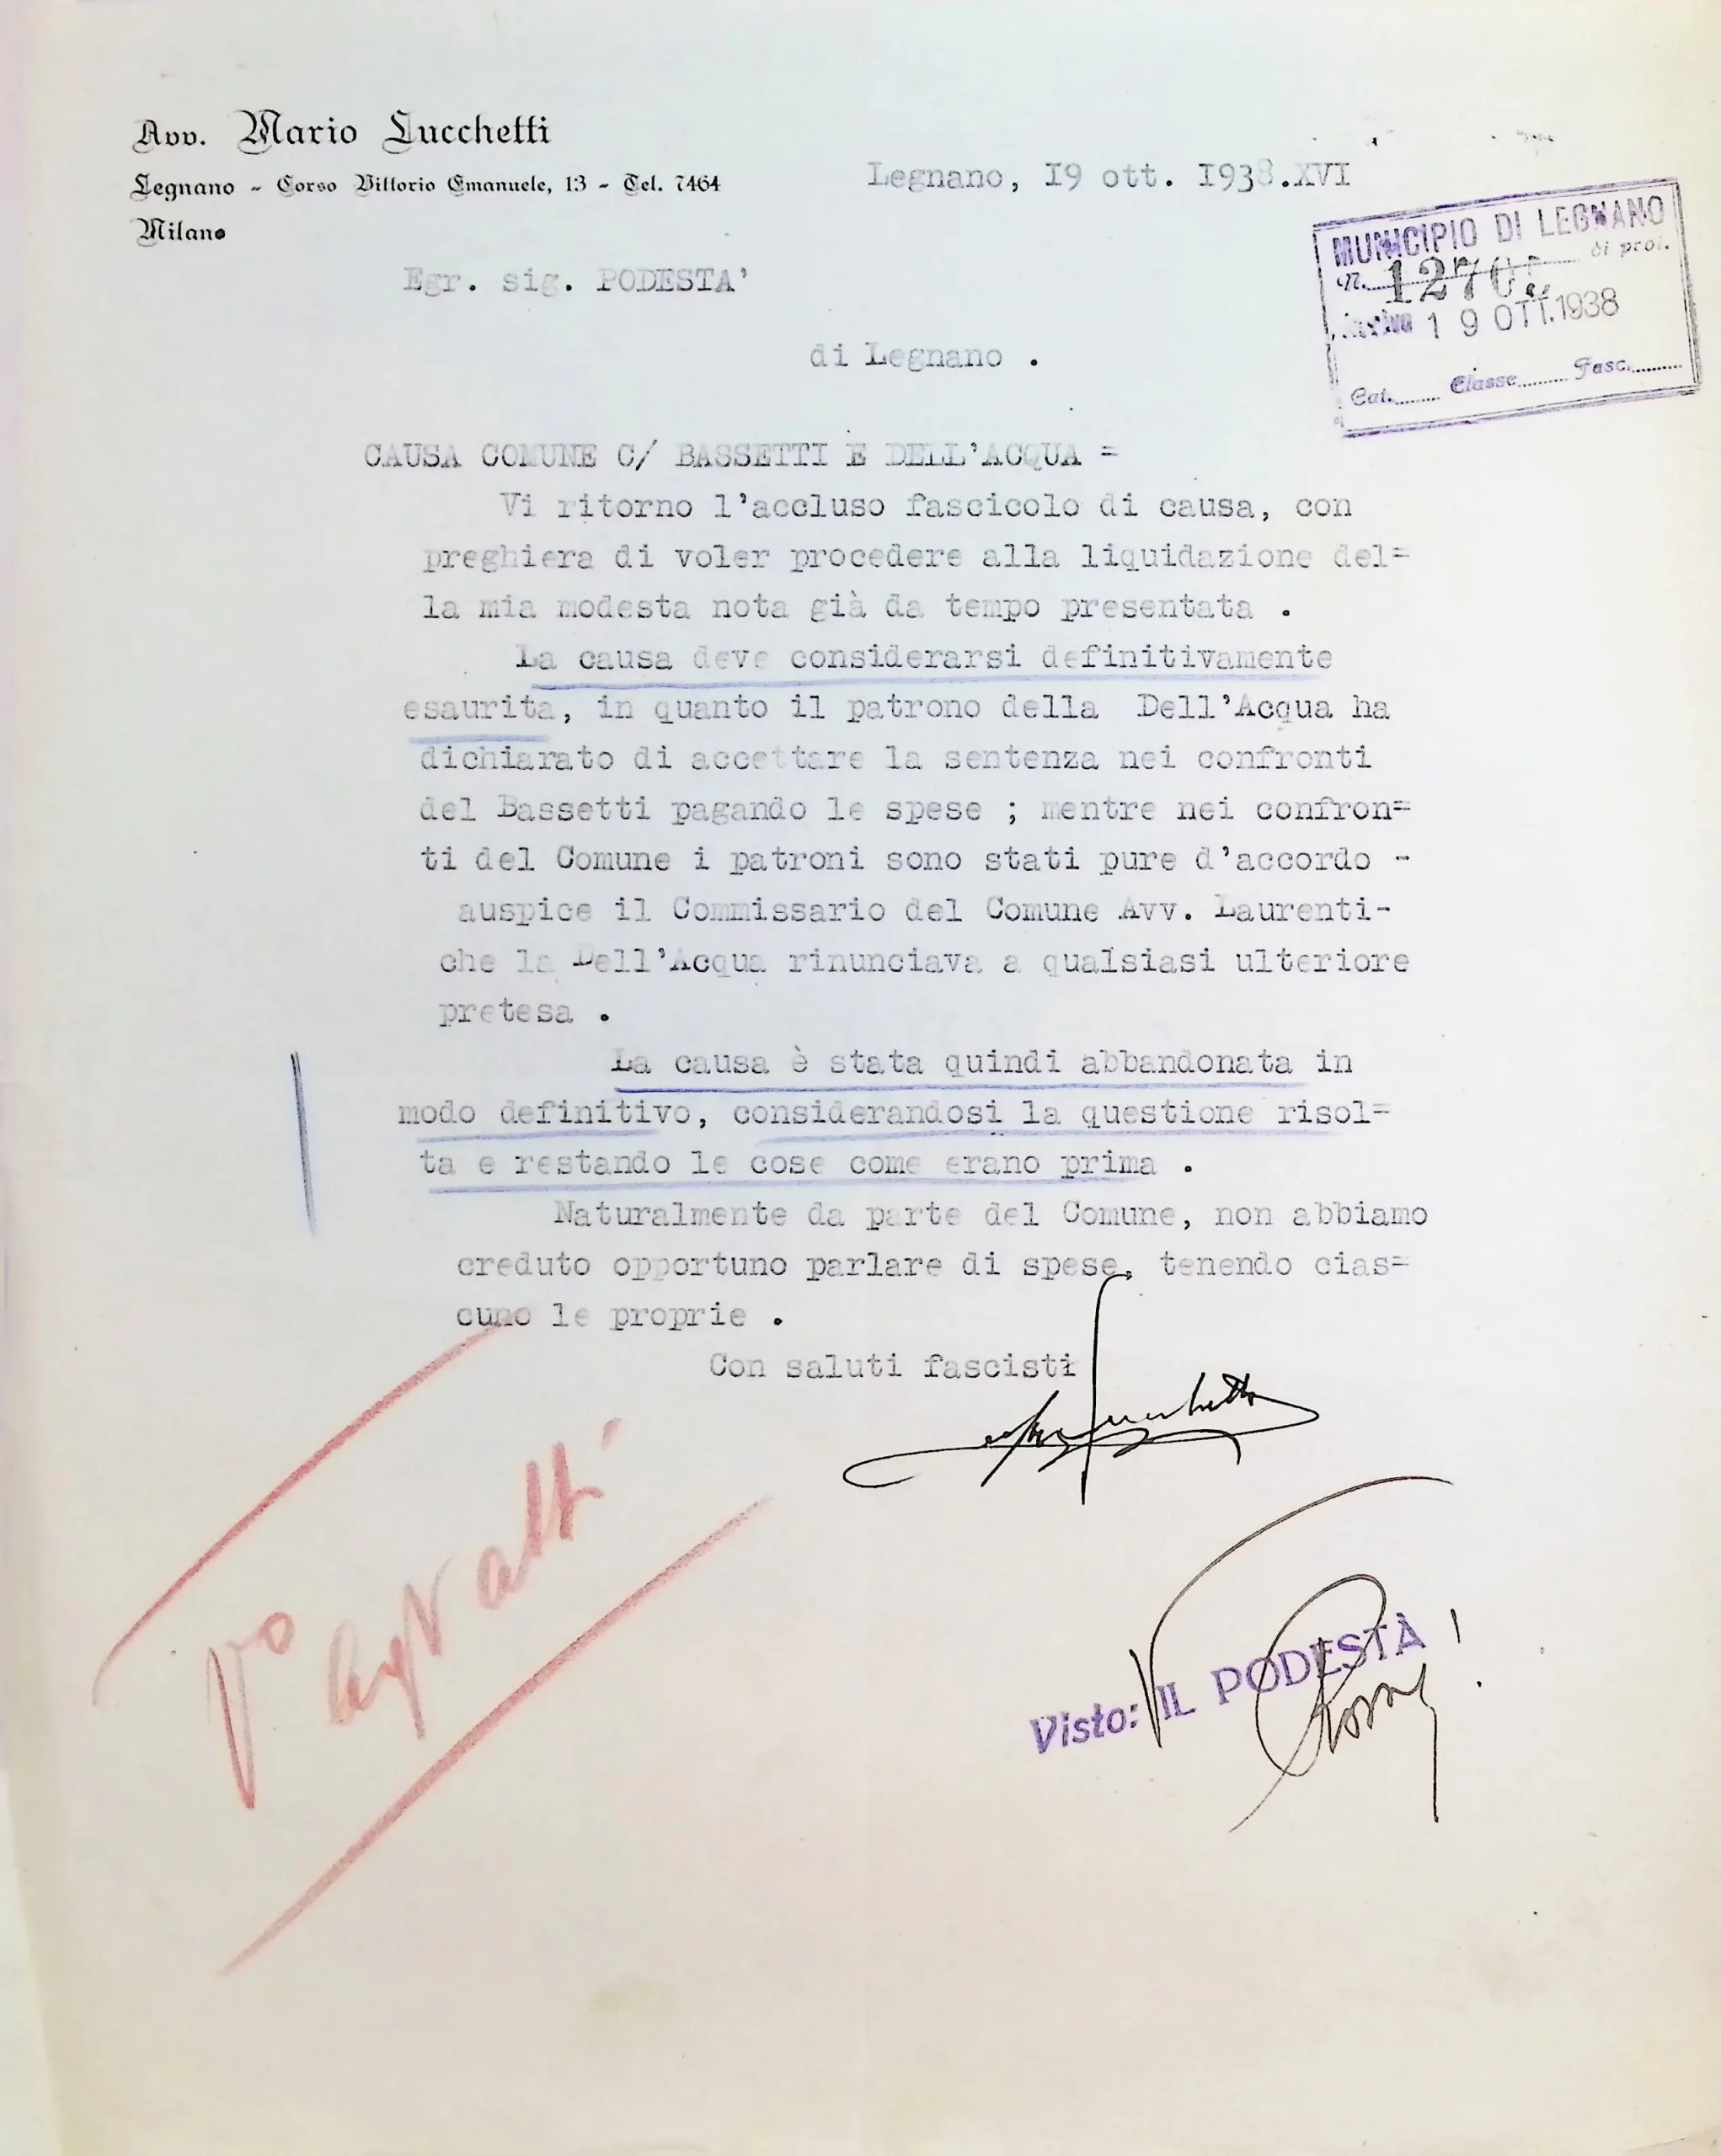 Avv. Mario Lucchetti
Legnano - Corso Vittorio Emanuele, 13 - Tel. 7464
Milano
Legnano, 19 ott. 1938.XVI
MUNICIPIO DI LEGNANO
N. di prot.
Arrivo 19 OTT. 1938
Cat. Classe Fasc.
Egr. sig. PODESTA'
di Legnano .
CAUSA COMUNE C/ BASSETTI E DELL'ACQUA =
Vi ritorno l'accluso fascicolo di causa, con
preghiera di voler procedere alla liquidazione del=
la mia modesta nota già da tempo presentata .
La causa deve considerarsi definitivamente
esaurita, in quanto il patrono della Dell'Acqua ha
dichiarato di accettare la sentenza nei confronti
del Bassetti pagando le spese ; mentre nei confron=
ti del Comune i patroni sono stati pure d'accordo -
auspice il Commissario del Comune Avv. Laurenti-
che la Dell'Acqua rinunciava a qualsiasi ulteriore
pretesa .
La causa è stata quindi abbandonata in
modo definitivo, considerandosi la questione risol=
ta e restando le cose come erano prima .
Naturalmente da parte del Comune, non abbiamo
creduto opportuno parlare di spese, tenendo cias=
cuno le proprie .
Con saluti fascisti
Visto: IL PODESTÀ